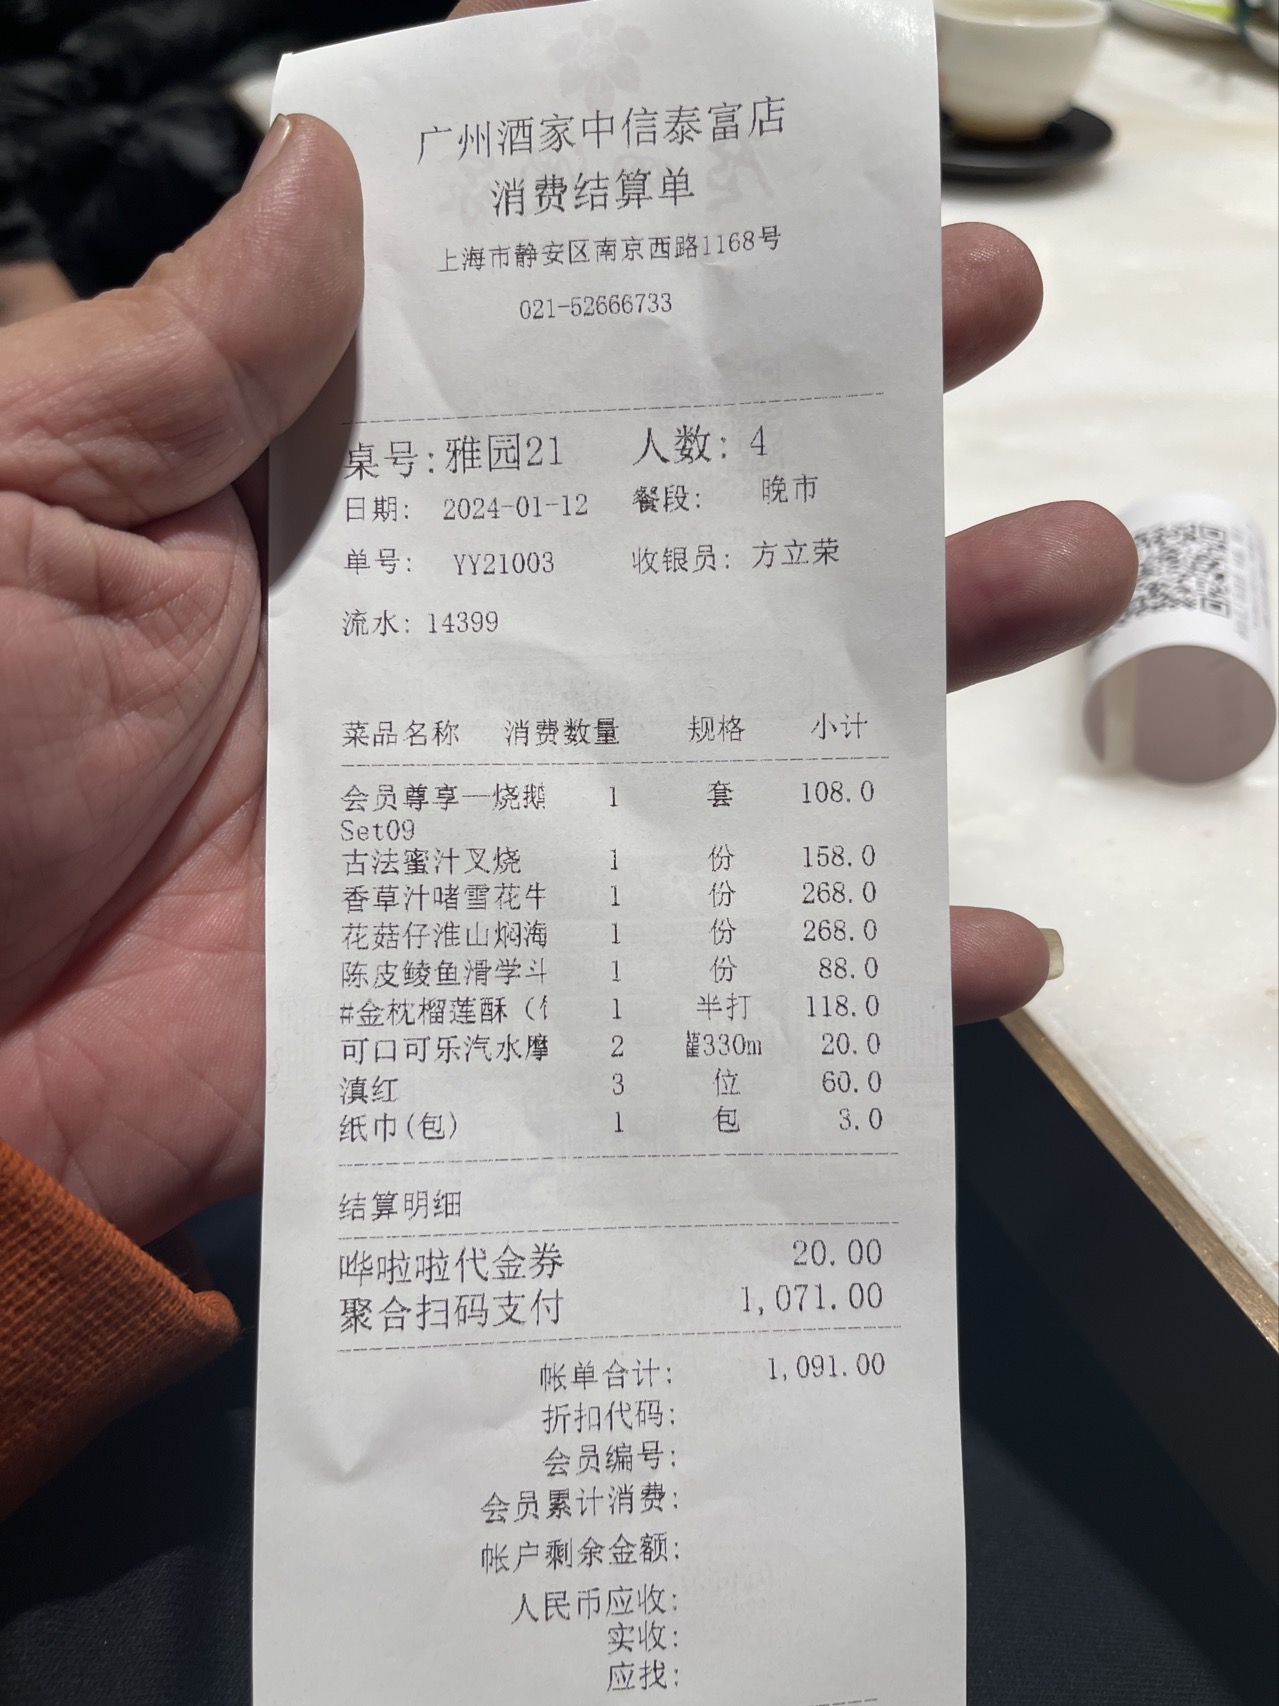 广州酒家中信泰富店
消费结算单
上海市静安区南京西路1168号
021-52666733
桌号:雅园21 人数: 4
日期: 2024-01-12 餐段: 晚市
单号: YY21003 收银员: 方立荣
流水: 14399
菜品名称 消费数量 规格 小计
会员尊享—烧鹅 1 套 108.0
Set09
古法蜜汁叉烧 1 份 158.0
香草汁啫雪花牛 1 份 268.0
花菇仔淮山焖海 1 份 268.0
陈皮鲮鱼滑学斗 1 份 88.0
#金枕榴莲酥 ( 1 半打 118.0
可口可乐汽水摩 2 罐330m 20.0
滇红 3 位 60.0
纸巾(包) 1 包 3.0
结算明细
哗啦啦代金券 20.00
聚合扫码支付 1,071.00
帐单合计: 1,091.00
折扣代码:
会员编号:
会员累计消费:
帐户剩余金额:
人民币应收:
实收:
应找: